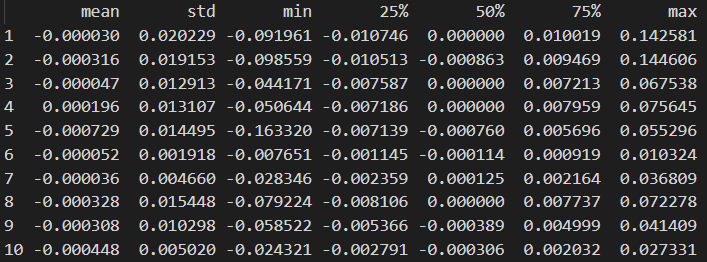 mean std min 25% 50% 75% max
1 -0.000030 0.020229 -0.091961 -0.010746 0.000000 0.010019 0.142581
2 -0.000316 0.019153 -0.098559 -0.010513 -0.000863 0.009469 0.144606
3 -0.000047 0.012913 -0.044171 -0.007587 0.000000 0.007213 0.067538
4 0.000196 0.013107 -0.050644 -0.007186 0.000000 0.007959 0.075645
5 -0.000729 0.014495 -0.163320 -0.007139 -0.000760 0.005696 0.055296
6 -0.000052 0.001918 -0.007651 -0.001145 -0.000114 0.000919 0.010324
7 -0.000036 0.004660 -0.028346 -0.002359 0.000125 0.002164 0.036809
8 -0.000328 0.015448 -0.079224 -0.008106 0.000000 0.007737 0.072278
9 -0.000308 0.010298 -0.058522 -0.005366 -0.000389 0.004999 0.041409
10 -0.000448 0.005020 -0.024321 -0.002791 -0.000306 0.002032 0.027331